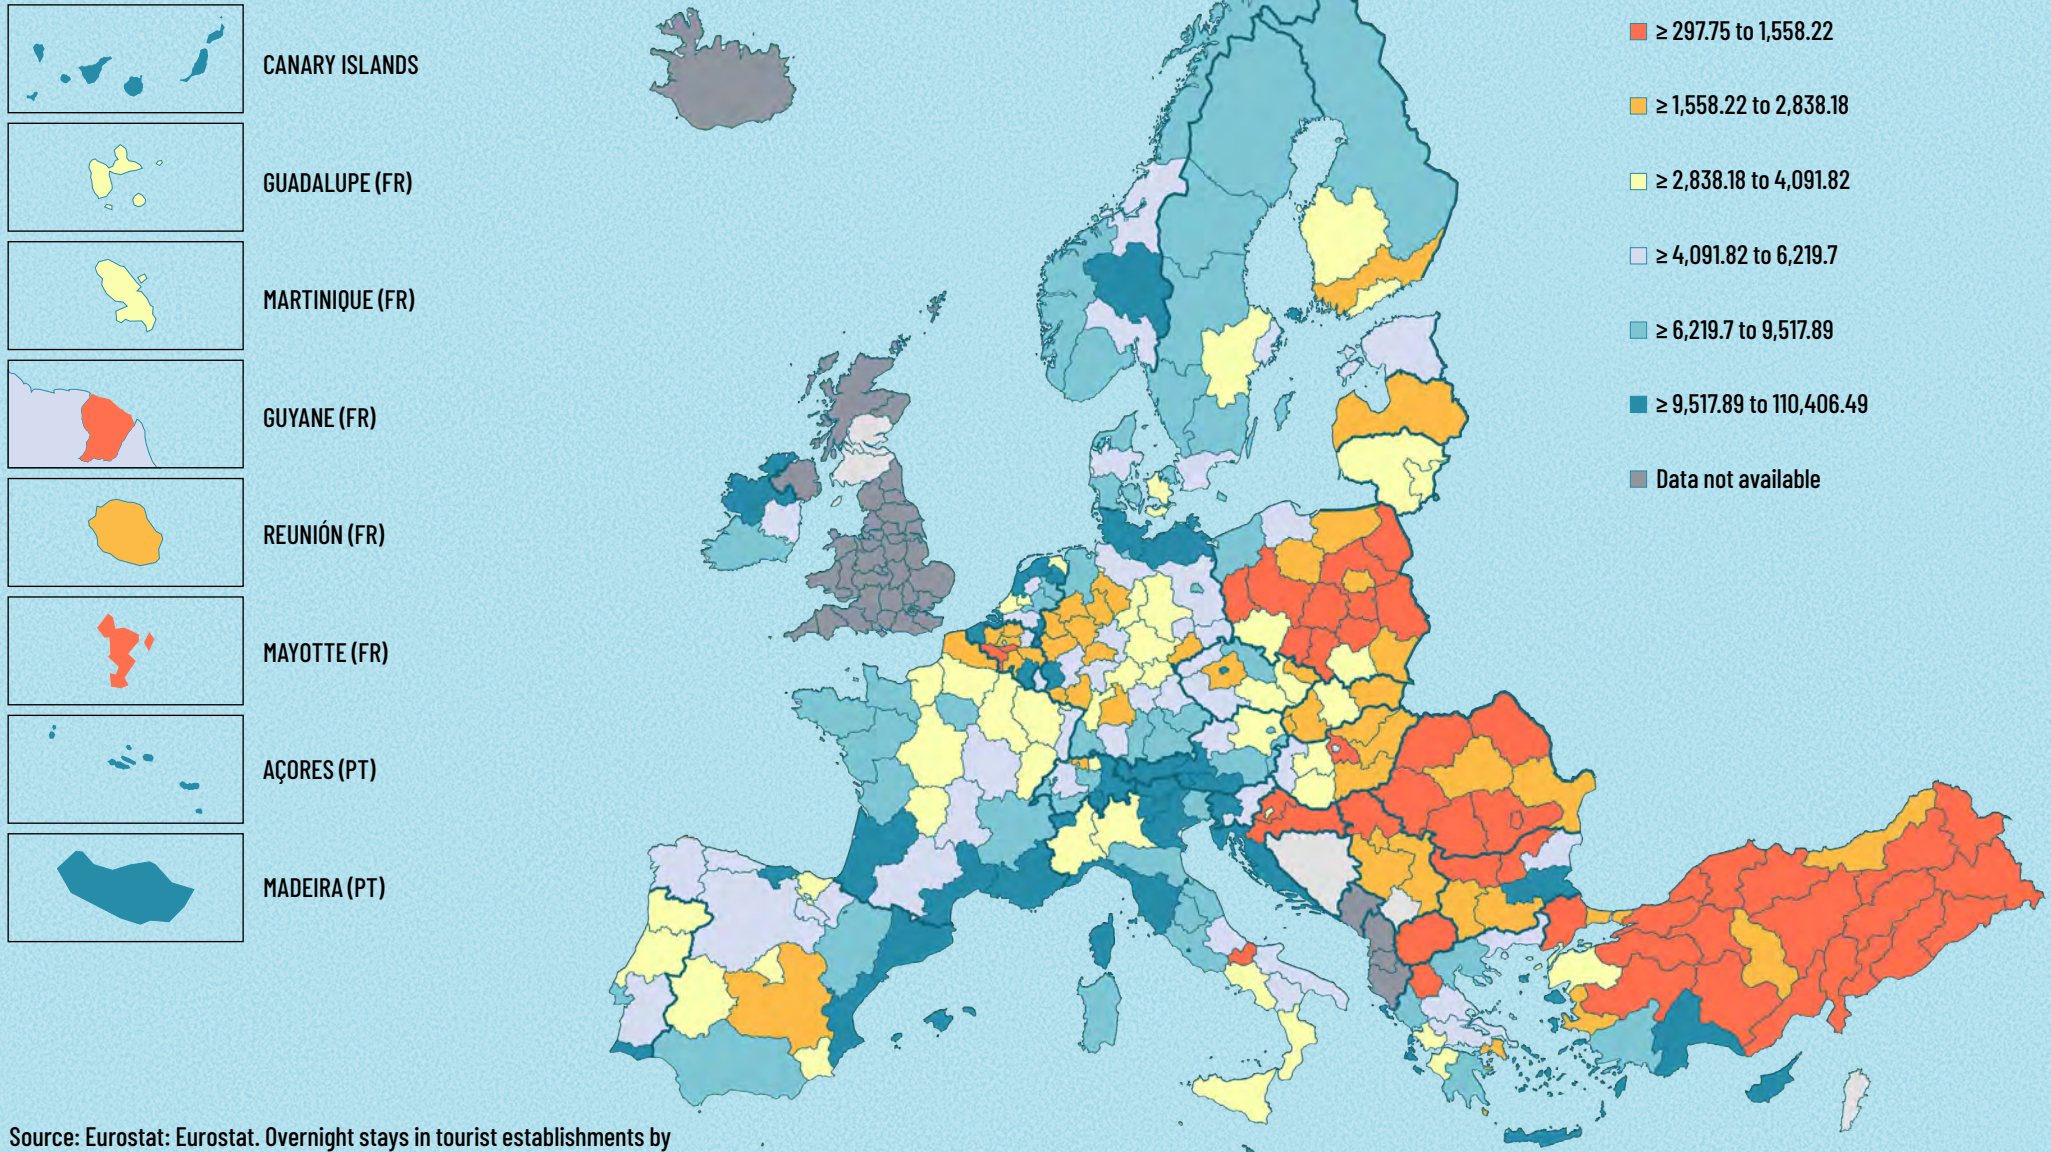 CANARY ISLANDS
GUADALUPE (FR)
MARTINIQUE (FR)
GUYANE (FR)
REUNIÓN (FR)
MAYOTTE (FR)
AÇORES (PT)
MADEIRA (PT)
≥ 297.75 to 1,558.22
≥ 1,558.22 to 2,838.18
≥ 2,838.18 to 4,091.82
≥ 4,091.82 to 6,219.7
≥ 6,219.7 to 9,517.89
≥ 9,517.89 to 110,406.49
Data not available
Source: Eurostat: Eurostat. Overnight stays in tourist establishments by